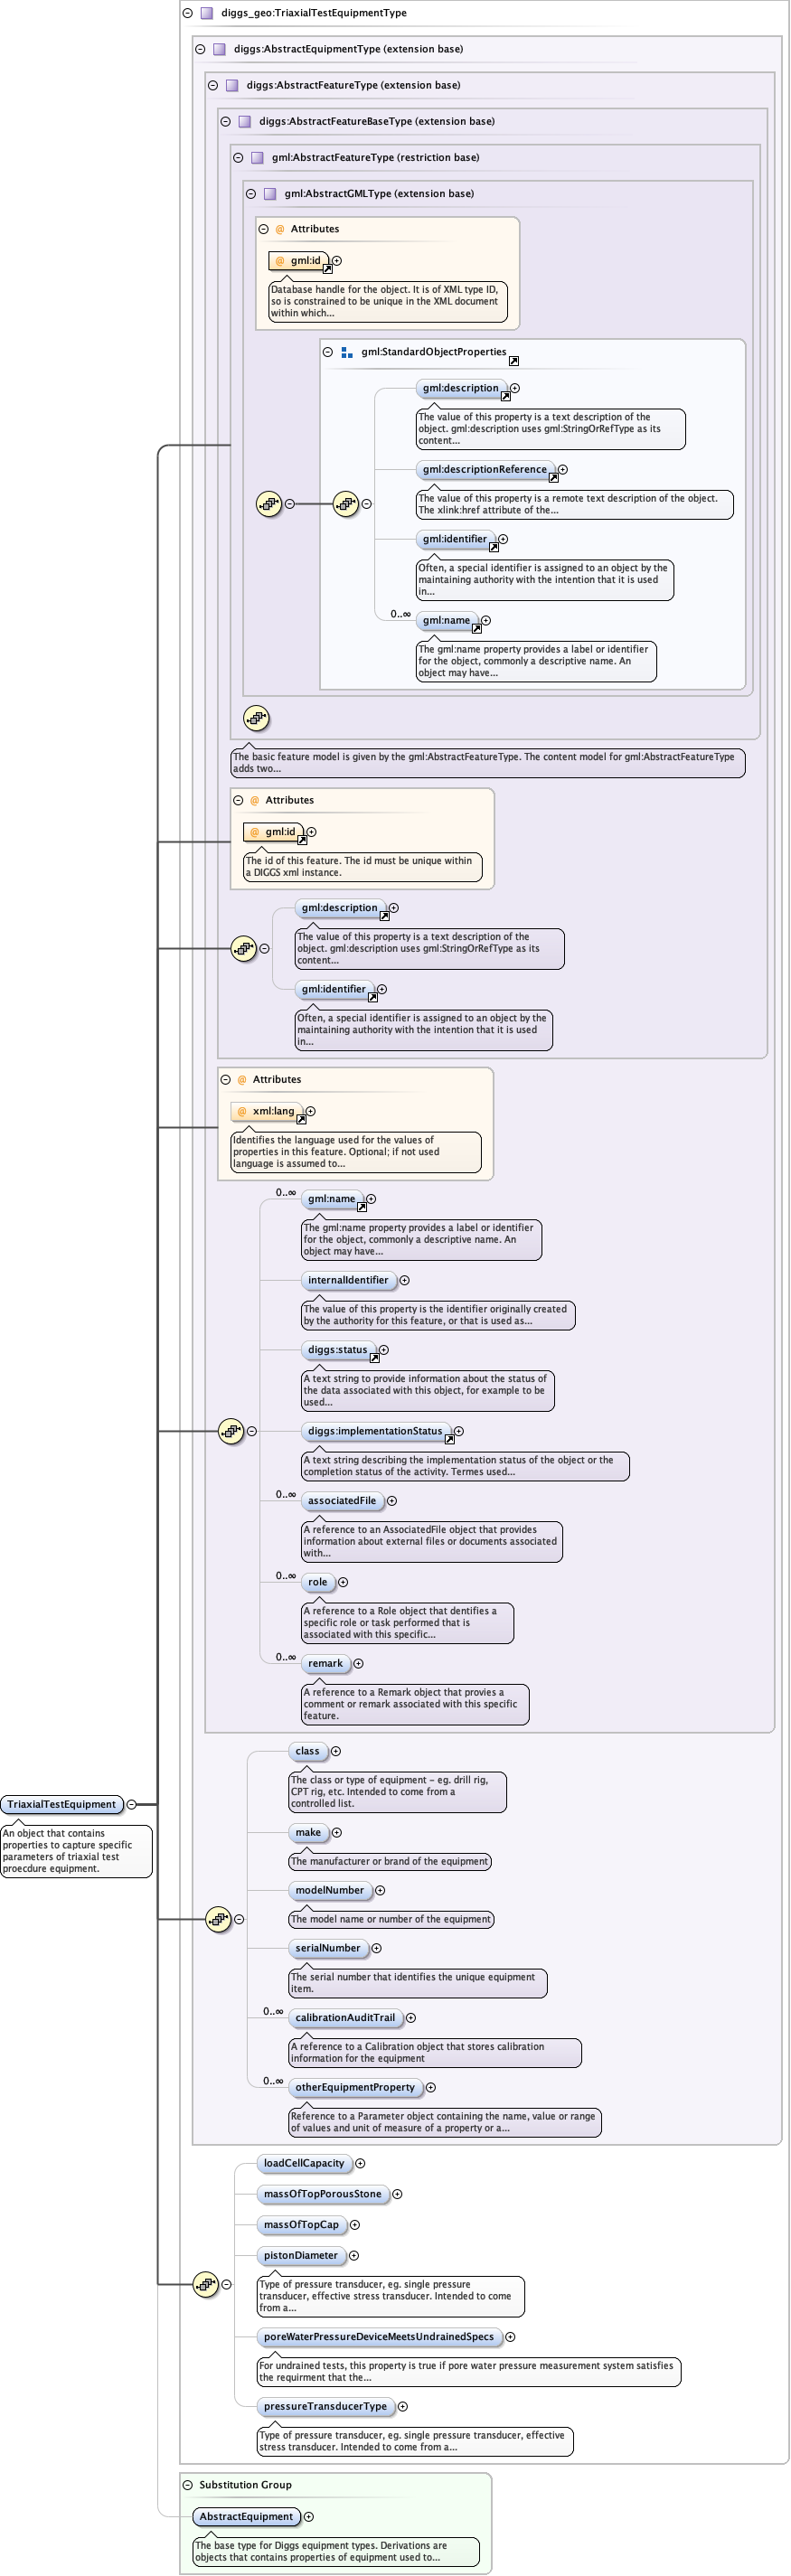 diggs_geo:TriaxialTestEquipmentType
diggs:AbstractEquipmentType (extension base)
diggs:AbstractFeatureType (extension base)
diggs:AbstractFeatureBaseType (extension base)
gml:AbstractFeatureType (restriction base)
gml:AbstractGMLType (extension base)
@ Attributes
@ gml:id
Database handle for the object. It is of XML type ID,
so is constrained to be unique in the XML document
within which...
gml:StandardObjectProperties
gml:description
The value of this property is a text description of the
object. gml:description uses gml:StringOrRefType as its
content...
gml:descriptionReference
The value of this property is a remote text description of the object.
The xlink:href attribute of the...
gml:identifier
Often, a special identifier is assigned to an object by the
maintaining authority with the intention that it is used
in...
0..∞
gml:name
The gml:name property provides a label or identifier
for the object, commonly a descriptive name. An
object may have...
The basic feature model is given by the gml:AbstractFeatureType. The content model for gml:AbstractFeatureType
adds two...
@ Attributes
@ gml:id
The id of this feature. The id must be unique within
a DIGGS xml instance.
gml:description
The value of this property is a text description of the
object. gml:description uses gml:StringOrRefType as its
content...
gml:identifier
Often, a special identifier is assigned to an object by the
maintaining authority with the intention that it is used
in...
@ Attributes
@ xml:lang
Identifies the language used for the values of
properties in this feature. Optional; if not used
language is assumed to...
0..∞
gml:name
The gml:name property provides a label or identifier
for the object, commonly a descriptive name. An
object may have...
internalIdentifier
The value of this property is the identifier originally created
by the authority for this feature, or that is used as...
diggs:status
A text string to provide information about the status of
the data associated with this object, for example to be
used...
diggs:implementationStatus
A text string describing the implementation status of the object or the
completion status of the activity. Termes used...
0..∞
associatedFile
A reference to an AssociatedFile object that provides
information about external files or documents associated
with...
0..∞
role
A reference to a Role object that dentifies a
specific role or task performed that is
associated with this specific...
0..∞
remark
A reference to a Remark object that provies a
comment or remark associated with this specific
feature.
class
The class or type of equipment - eg. drill rig,
CPT rig, etc. Intended to come from a
controlled list.
TriaxialTestEquipment
An object that contains
properties to capture specific
parameters of triaxial test
proecdure equipment.
make
The manufacturer or brand of the equipment
modelNumber
The model name or number of the equipment
serialNumber
The serial number that identifies the unique equipment
item.
0..∞
calibrationAuditTrail
A reference to a Calibration object that stores calibration
information for the equipment
0..∞
otherEquipmentProperty
Reference to a Parameter object containing the name, value or range
of values and unit of measure of a property or a...
loadCellCapacity
massOfTopPorousStone
massOfTopCap
pistonDiameter
Type of pressure transducer, eg. single pressure
transducer, effective stress transducer. Intended to come
from a...
poreWaterPressureDeviceMeetsUndrainedSpecs
For undrained tests, this property is true if pore water pressure measurement system satisfies
the requirment that the...
pressureTransducerType
Type of pressure transducer, eg. single pressure transducer, effective
stress transducer. Intended to come from a...
Substitution Group
AbstractEquipment
The base type for Diggs equipment types. Derivations are
objects that contains properties of equipment used to...